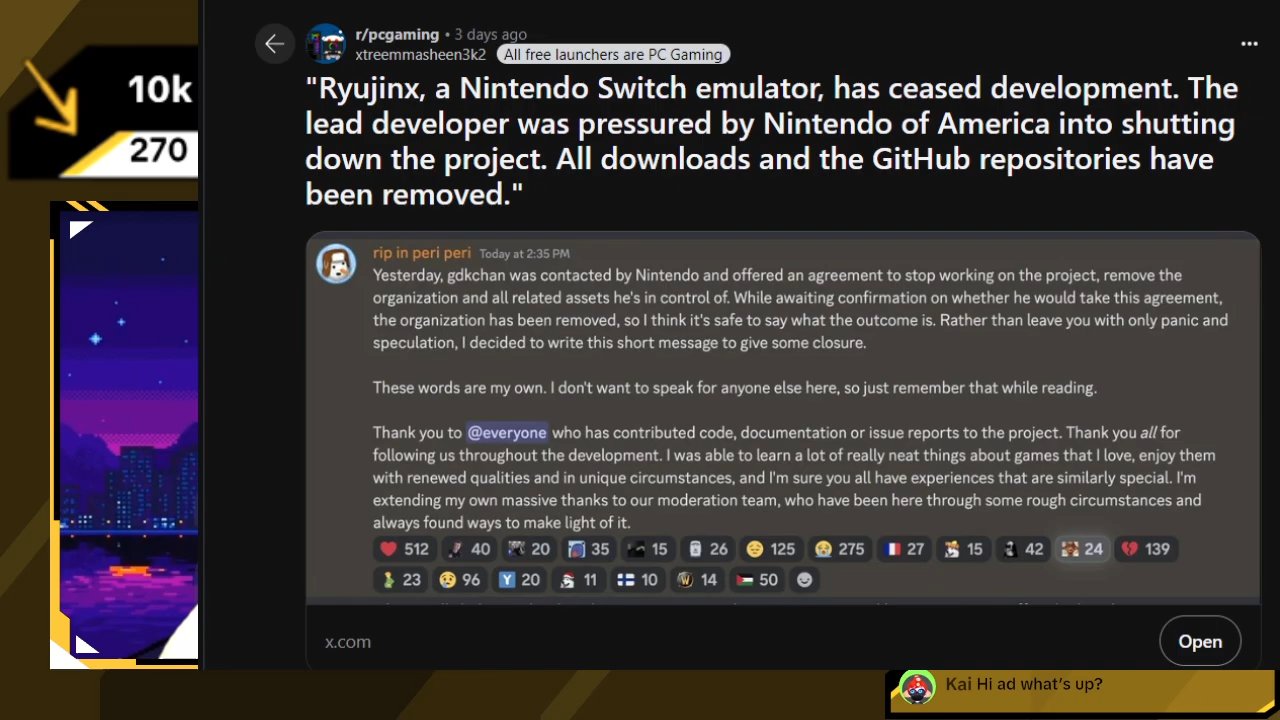 10k
270
r/pcgaming • 3 days ago
xtreemmasheen3k2 All free launchers are PC Gaming
"Ryujinx, a Nintendo Switch emulator, has ceased development. The
lead developer was pressured by Nintendo of America into shutting
down the project. All downloads and the GitHub repositories have
been removed."
rip in peri peri Today at 2:35 PM
Yesterday, gdkchan was contacted by Nintendo and offered an agreement to stop working on the project, remove the
organization and all related assets he's in control of. While awaiting confirmation on whether he would take this agreement,
the organization has been removed, so I think it's safe to say what the outcome is. Rather than leave you with only panic and
speculation, I decided to write this short message to give some closure.
These words are my own. I don't want to speak for anyone else here, so just remember that while reading.
Thank you to @everyone who has contributed code, documentation or issue reports to the project. Thank you all for
following us throughout the development. I was able to learn a lot of really neat things about games that I love, enjoy them
with renewed qualities and in unique circumstances, and I'm sure you all have experiences that are similarly special. I'm
extending my own massive thanks to our moderation team, who have been here through some rough circumstances and
always found ways to make light of it.
512 40 20 35 15 26 125 275 27 15 42 24 139
23 96 Y 20 11 10 W 14 50
x.com
Open
Kai Hi ad what's up?